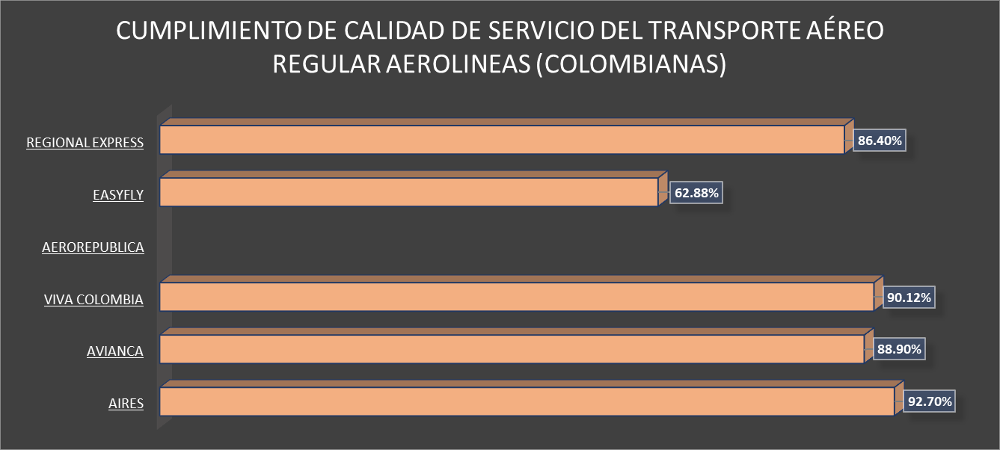 CUMPLIMIENTO DE CALIDAD DE SERVICIO DEL TRANSPORTE AÉREO
REGULAR AEROLINEAS (COLOMBIANAS)
REGIONAL EXPRESS
86.40%
EASYFLY
62.88%
AEROREPUBLICA
VIVA COLOMBIA
90.12%
AVIANCA
88.90%
AIRES
92.70%